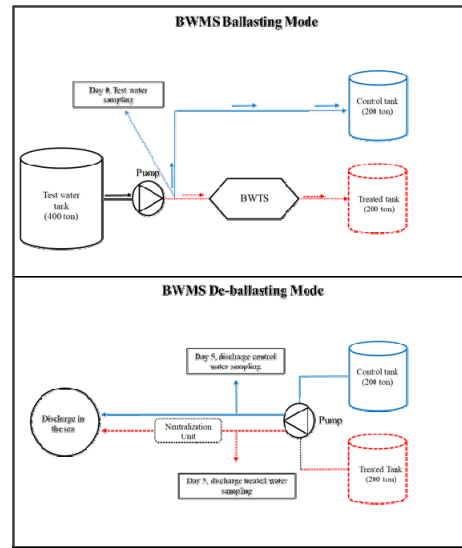 BWMS Ballasting Mode
Day 0, Test water
sampling
Control tank
(200 ton)
Pump
Test water
tank
(400 ton)
BWTS
Treated tank
(200 ton)
BWMS De-ballasting Mode
Day 5, discharge control
water sampling
Control tank
(200 ton)
Discharge in
the sea
Neutralization
Unit
Pump
Treated Tank
(200 ton)
Day 5, discharge treated water
sampling